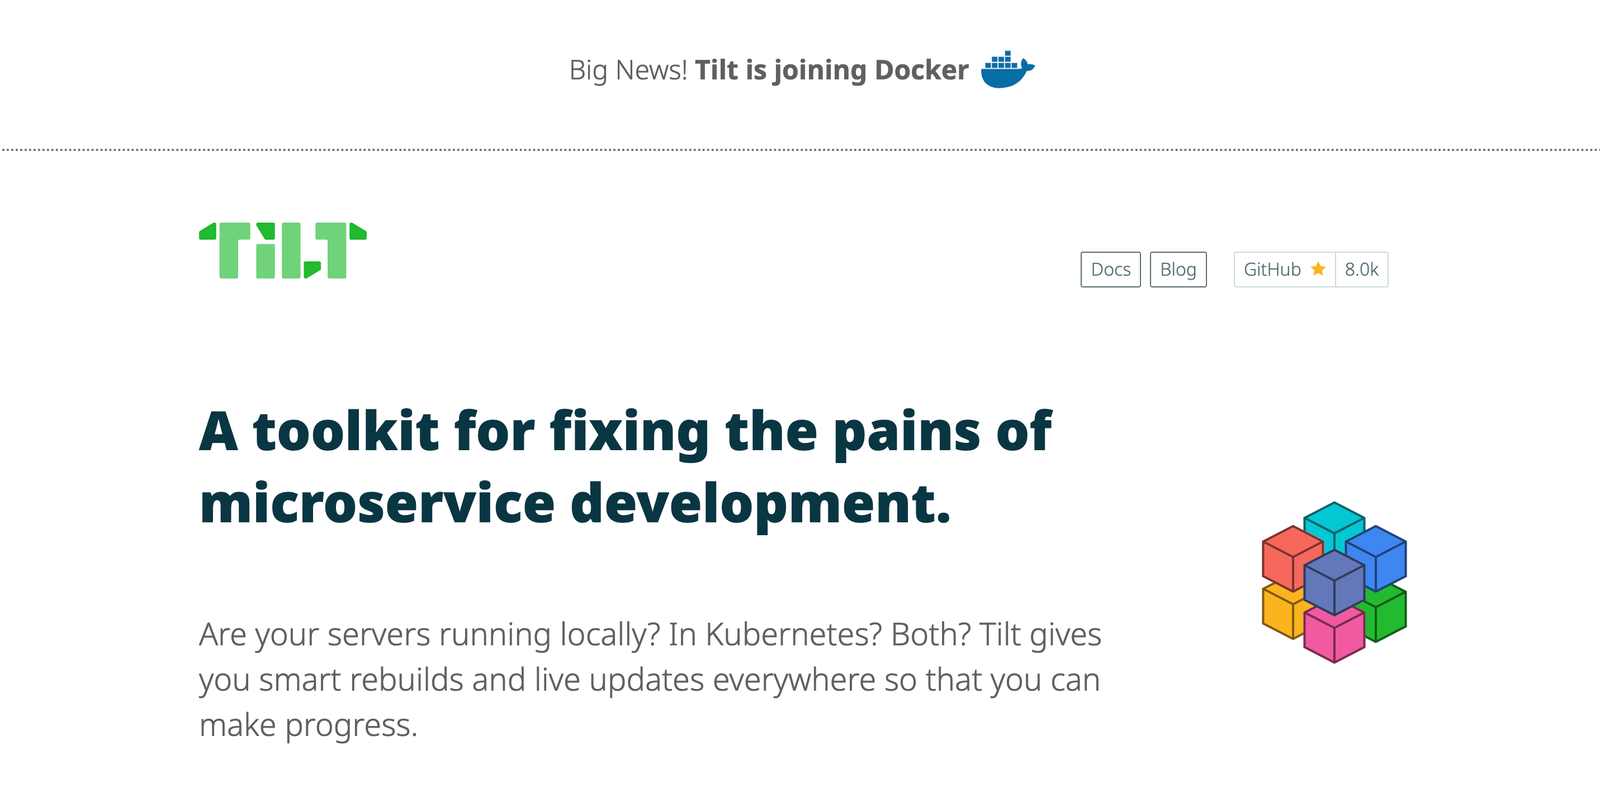 Big News! Tilt is joining Docker
TiLT
Docs
Blog
GitHub
8.0k
A toolkit for fixing the pains of
microservice development.
Are your servers running locally? In Kubernetes? Both? Tilt gives
you smart rebuilds and live updates everywhere so that you can
make progress.